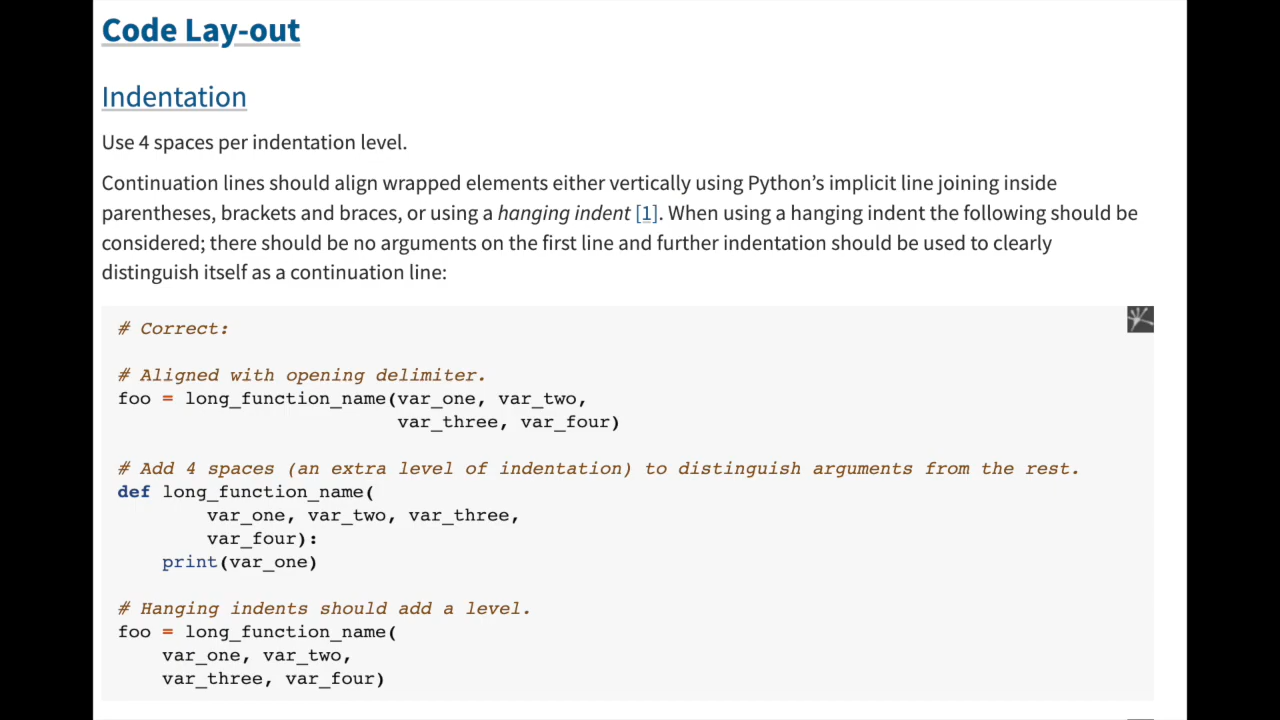 Code Lay-out
Indentation
Use 4 spaces per indentation level.
Continuation lines should align wrapped elements either vertically using Python’s implicit line joining inside
parentheses, brackets and braces, or using a hanging indent [1]. When using a hanging indent the following should be
considered; there should be no arguments on the first line and further indentation should be used to clearly
distinguish itself as a continuation line:
# Correct:
# Aligned with opening delimiter.
foo = long_function_name(var_one, var_two,
                         var_three, var_four)
# Add 4 spaces (an extra level of indentation) to distinguish arguments from the rest.
def long_function_name(
        var_one, var_two, var_three,
        var_four):
    print(var_one)
# Hanging indents should add a level.
foo = long_function_name(
    var_one, var_two,
    var_three, var_four)